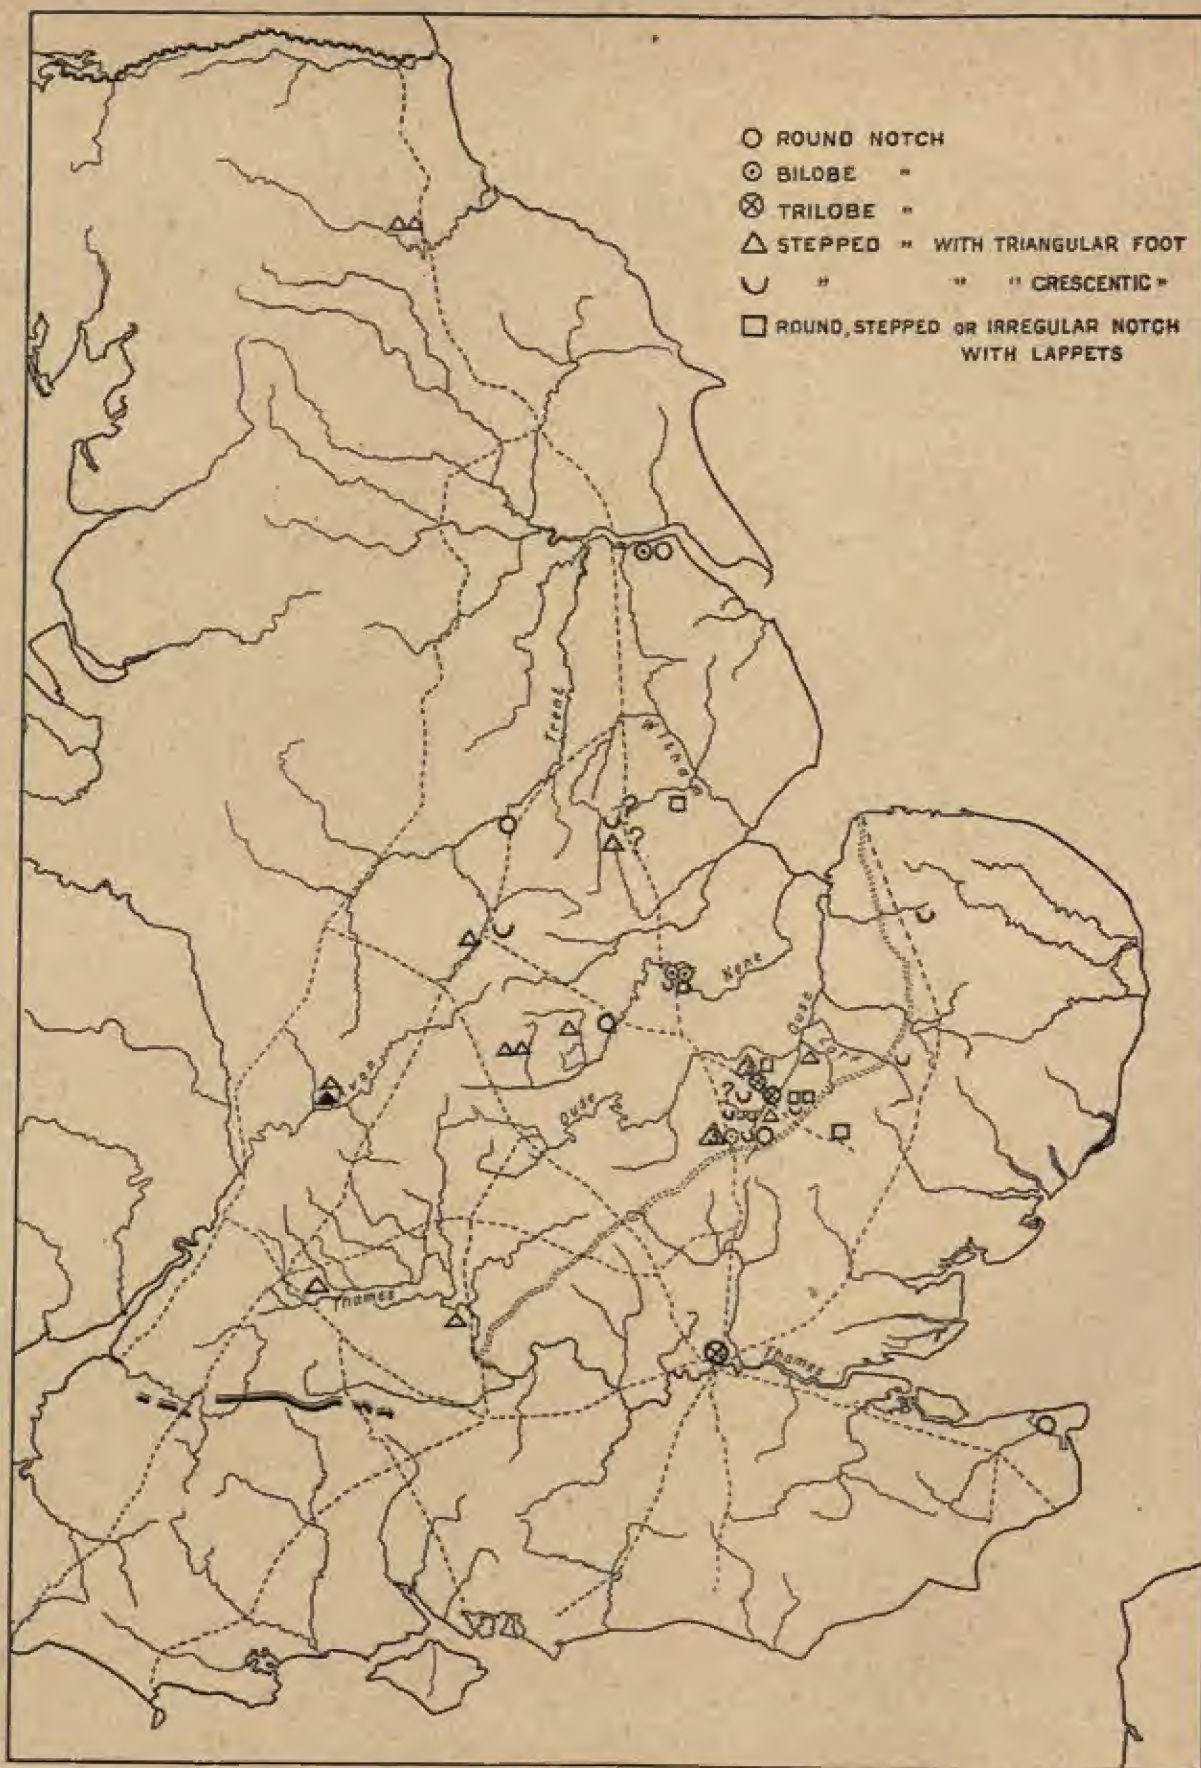 ROUND NOTCH
BILOBE "
TRILOBE "
STEPPED " WITH TRIANGULAR FOOT
" " " CRESCENTIC "
ROUND, STEPPED OR IRREGULAR NOTCH
WITH LAPPETS
Trent
Witham
?
?
Nene
Ouse
Lark
Avon
Ouse
?
Thames
Thames